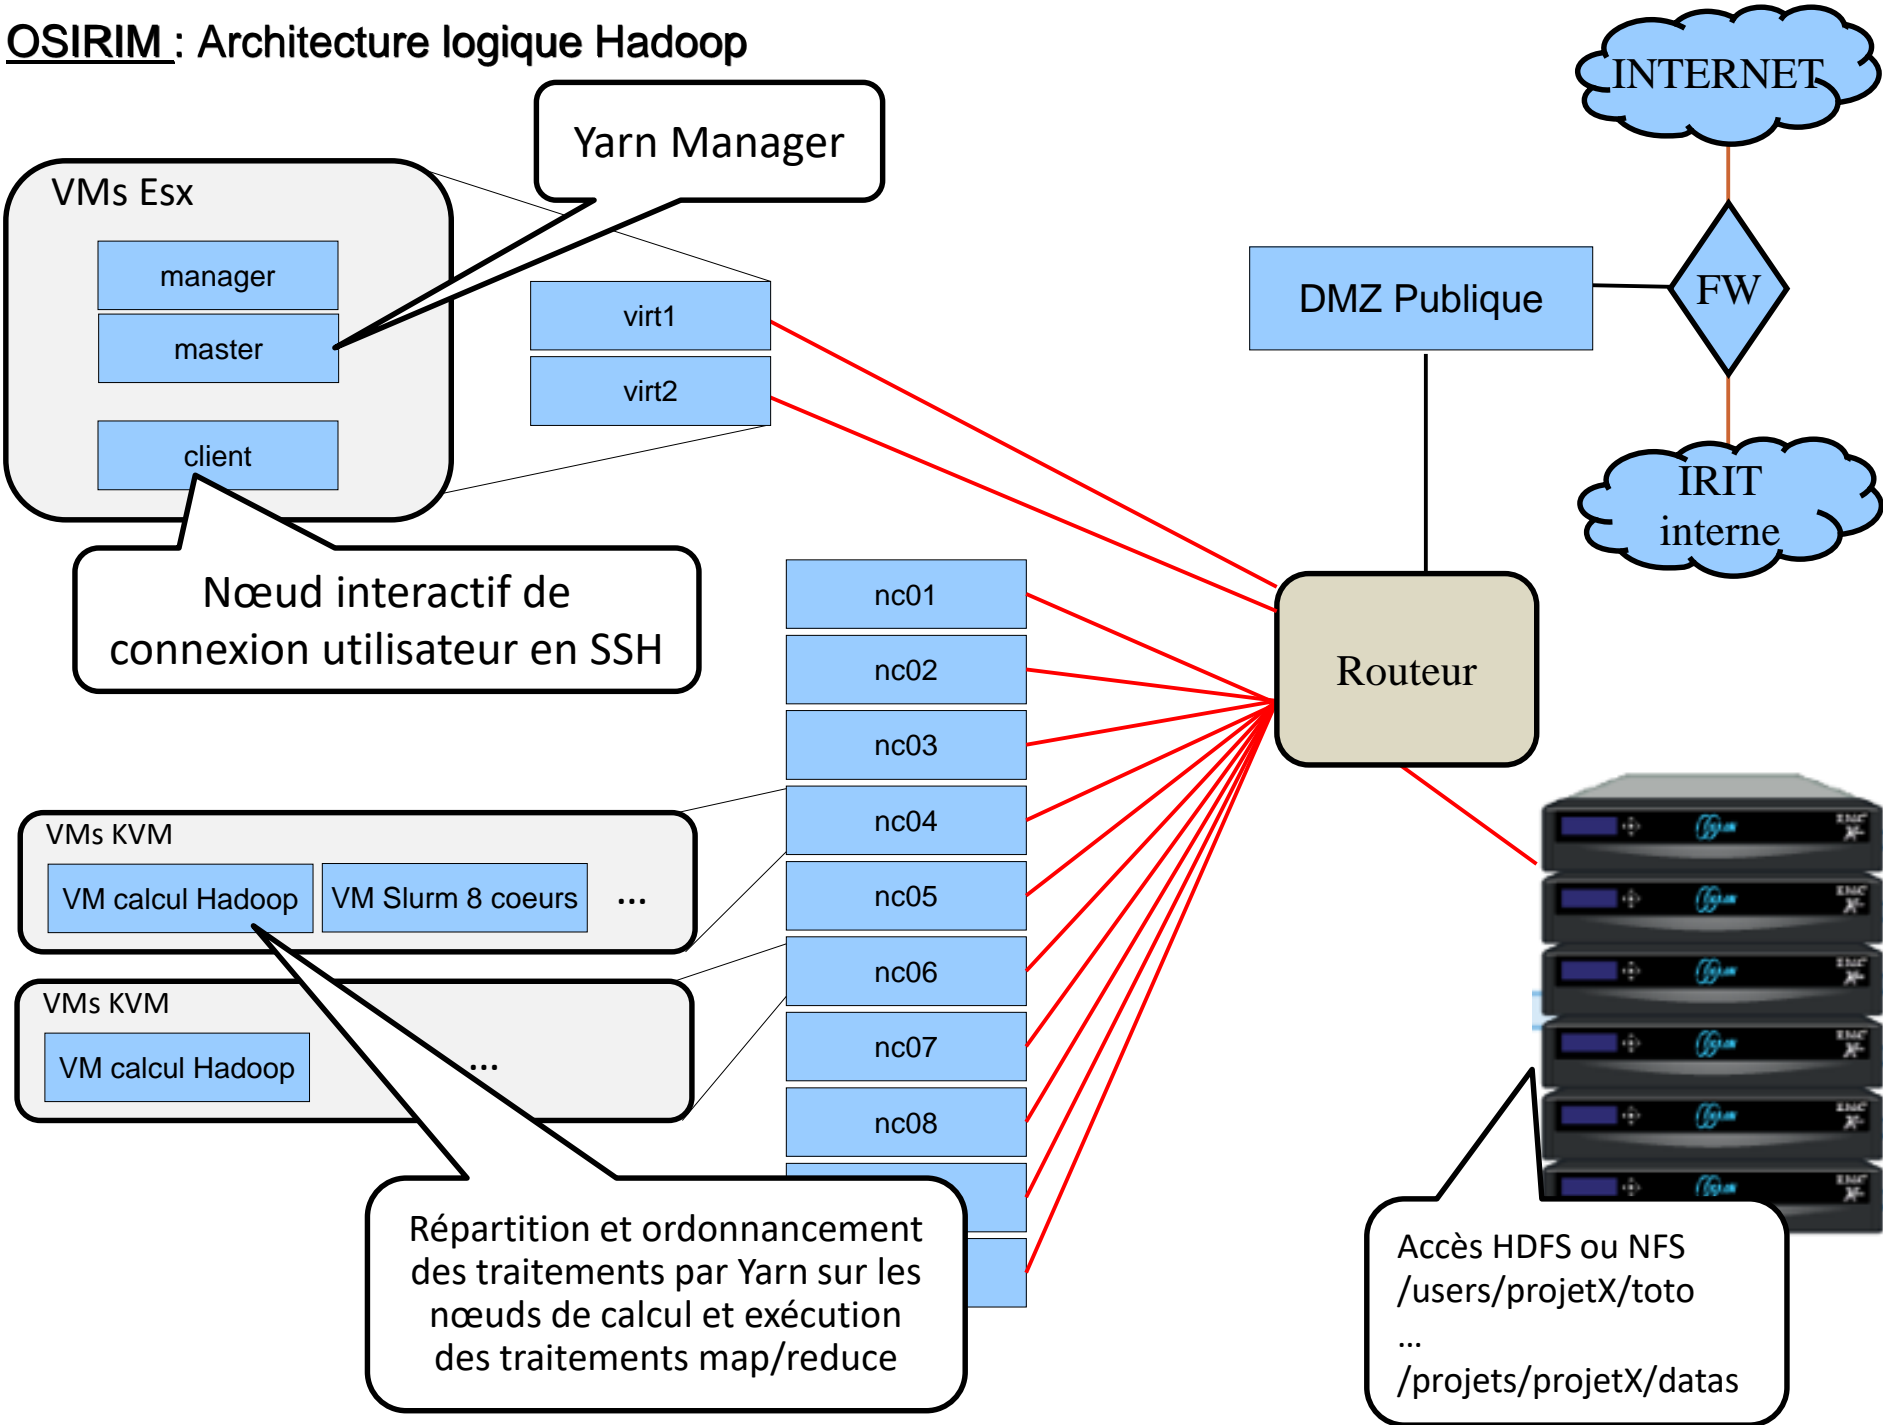 OSIRIM : Architecture logique Hadoop
INTERNET
Yarn Manager
VMs Esx
manager
master
client
virt1
virt2
DMZ Publique
FW
IRIT
interne
Nœud interactif de
connexion utilisateur en SSH
nc01
nc02
nc03
nc04
nc05
nc06
nc07
nc08
Routeur
VMs KVM
VM calcul Hadoop
VM Slurm 8 coeurs
...
VMs KVM
VM calcul Hadoop
...
Répartition et ordonnancement
des traitements par Yarn sur les
nœuds de calcul et exécution
des traitements map/reduce
Accès HDFS ou NFS
/users/projetX/toto
...
/projets/projetX/datas